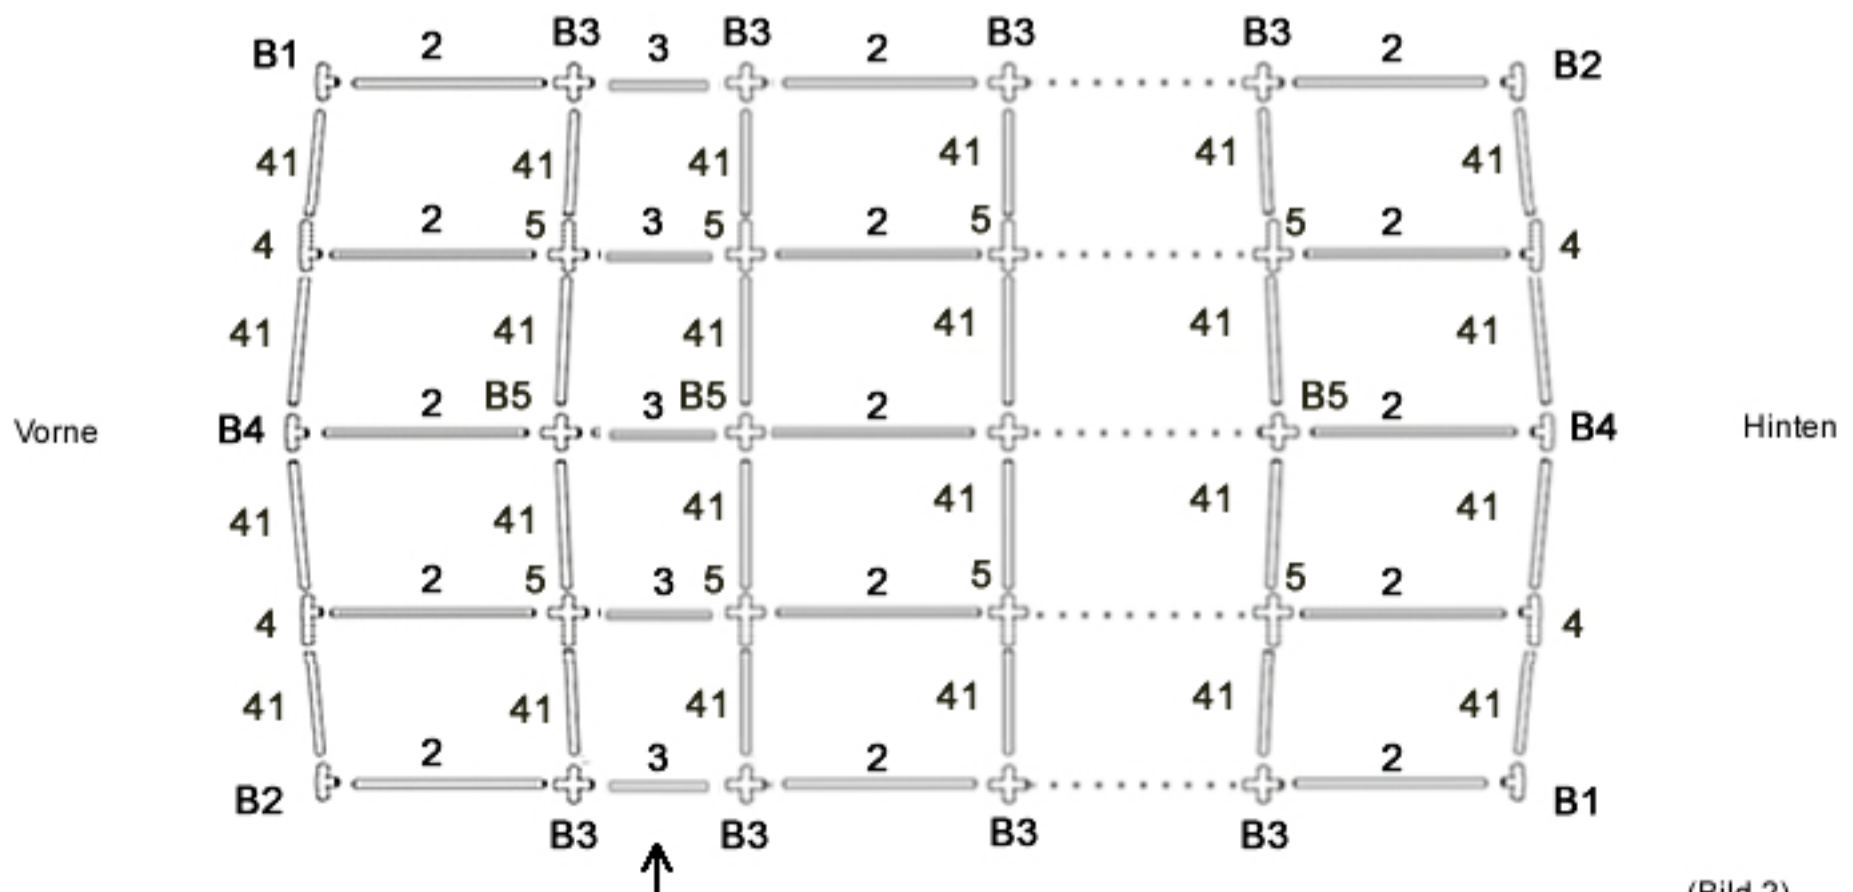 B1 2 B3 3 B3 2 B3 B3 2 B2
41 41 41 41 41 41
4 2 5 3 5 2 5 5 2 4
41 41 41 41 41 41
Vorne B4 2 B5 3 B5 2 B5 2 B4 Hinten
41 41 41 41 41 41
4 2 5 3 5 2 5 5 2 4
41 41 41 41 41 41
B2 2 3 2 2 B1
B3 B3 B3 B3
(Bild 2)